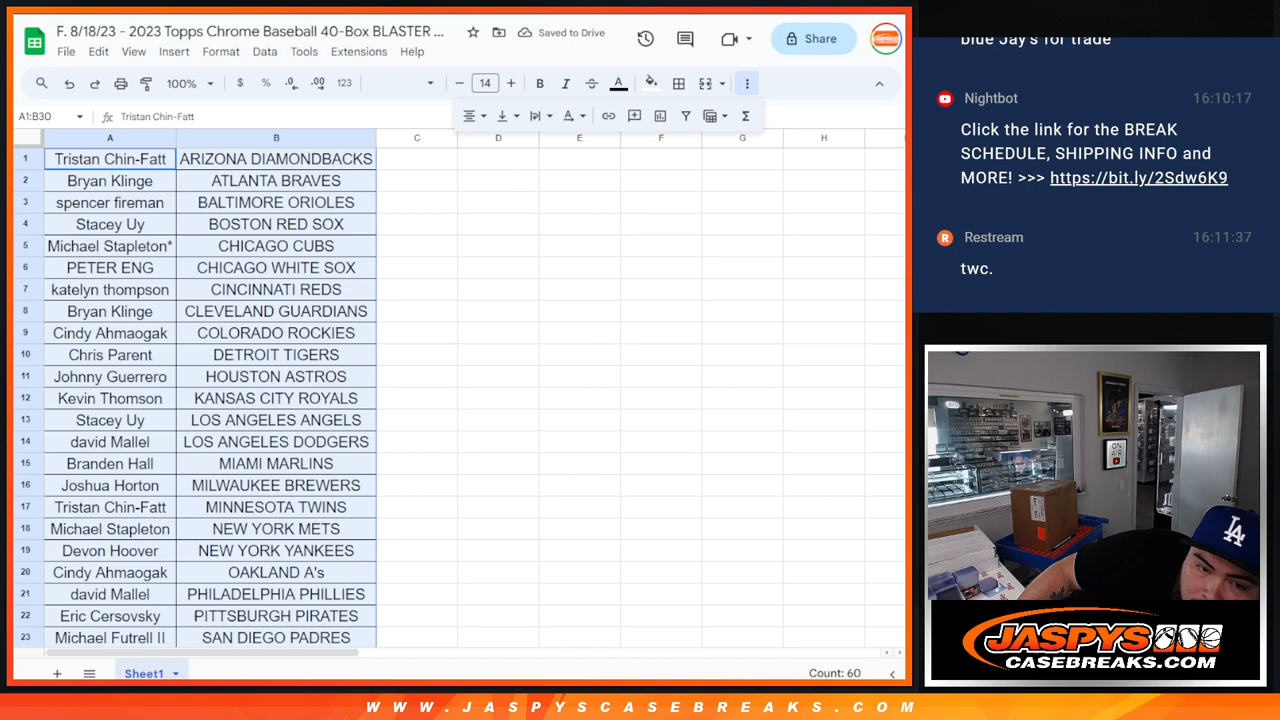 F. 8/18/23 - 2023 Topps Chrome Baseball 40-Box BLASTER ...
Saved to Drive
Share
File Edit View Insert Format Data Tools Extensions Help
100% $ % .0 .00 123 14 B I S A
A1:B30 fx Tristan Chin-Fatt
A B C D E F G H
1 Tristan Chin-Fatt ARIZONA DIAMONDBACKS
2 Bryan Klinge ATLANTA BRAVES
3 spencer fireman BALTIMORE ORIOLES
4 Stacey Uy BOSTON RED SOX
5 Michael Stapleton* CHICAGO CUBS
6 PETER ENG CHICAGO WHITE SOX
7 katelyn thompson CINCINNATI REDS
8 Bryan Klinge CLEVELAND GUARDIANS
9 Cindy Ahmaogak COLORADO ROCKIES
10 Chris Parent DETROIT TIGERS
11 Johnny Guerrero HOUSTON ASTROS
12 Kevin Thomson KANSAS CITY ROYALS
13 Stacey Uy LOS ANGELES ANGELS
14 david Mallel LOS ANGELES DODGERS
15 Branden Hall MIAMI MARLINS
16 Joshua Horton MILWAUKEE BREWERS
17 Tristan Chin-Fatt MINNESOTA TWINS
18 Michael Stapleton NEW YORK METS
19 Devon Hoover NEW YORK YANKEES
20 Cindy Ahmaogak OAKLAND A's
21 david Mallel PHILADELPHIA PHILLIES
22 Eric Cersovsky PITTSBURGH PIRATES
23 Michael Futrell II SAN DIEGO PADRES
Sheet1
Count: 60
blue Jay's for trade
Nightbot 16:10:17
Click the link for the BREAK
SCHEDULE, SHIPPING INFO and
MORE! >>> https://bit.ly/2Sdw6K9
Restream 16:11:37
twc.
ON
AIR
LA
JASPYS
CASEBREAKS.COM
WWW.JASPYSCASEBREAKS.COM